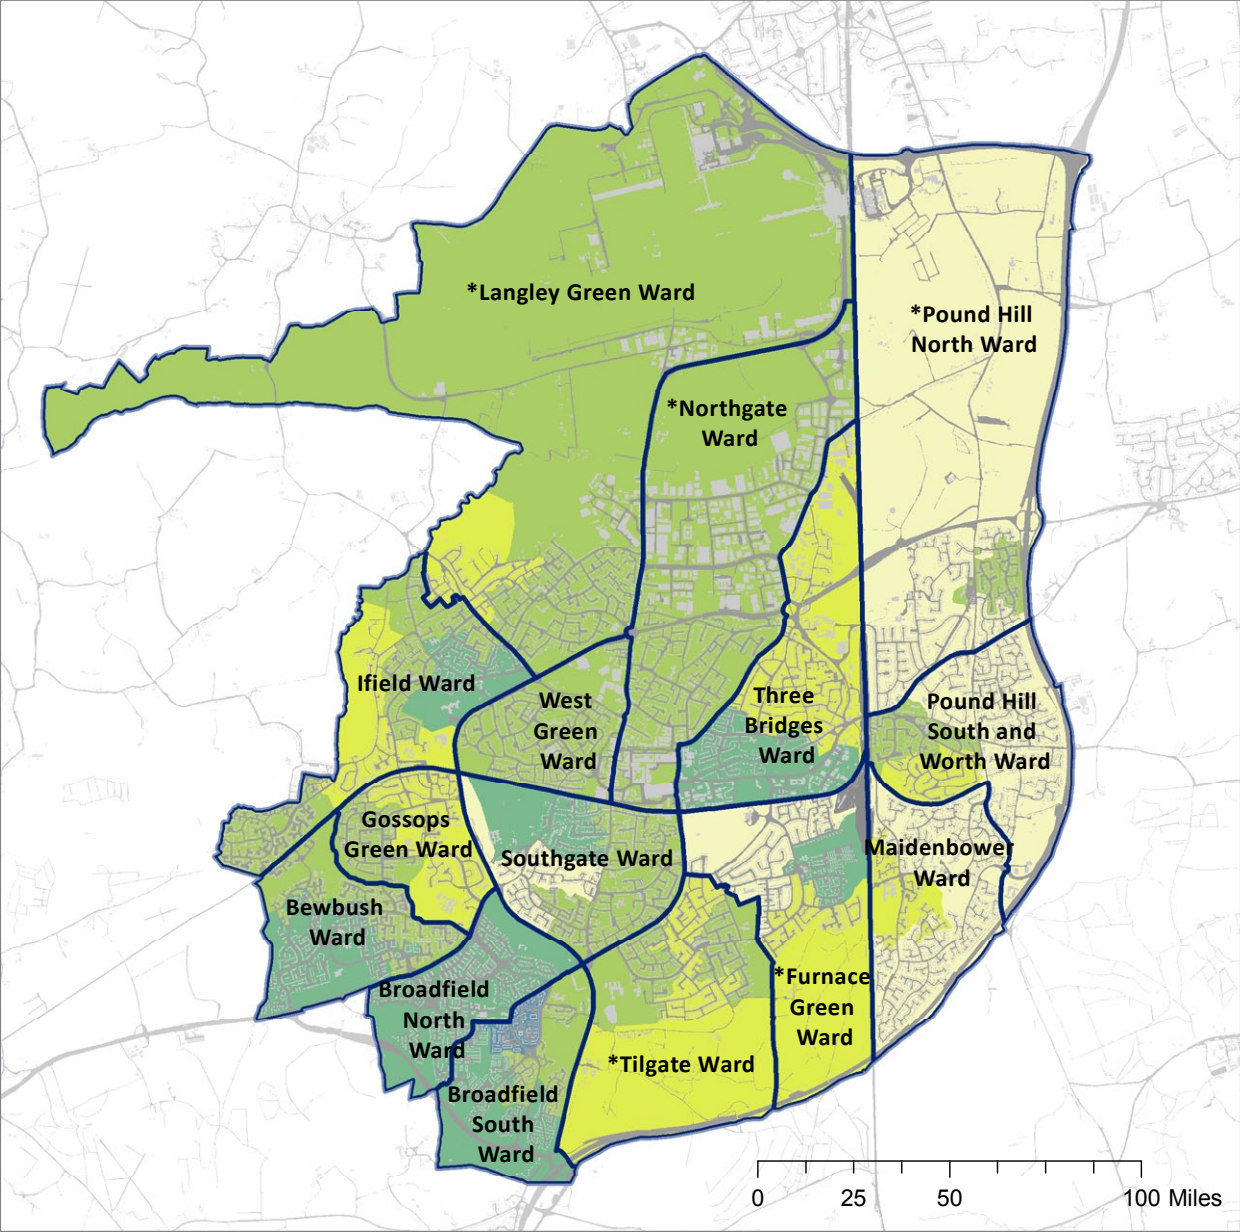 *Langley Green Ward
*Pound Hill
North Ward
*Northgate
Ward
Ifield Ward
West
Green
Ward
Three
Bridges
Ward
Pound Hill
South and
Worth Ward
Gossops
Green Ward
Southgate Ward
Maidenbower
Ward
Bewbush
Ward
Broadfield
North
Ward
*Furnace
Green
Ward
*Tilgate Ward
Broadfield
South
Ward
0 25 50 100 Miles